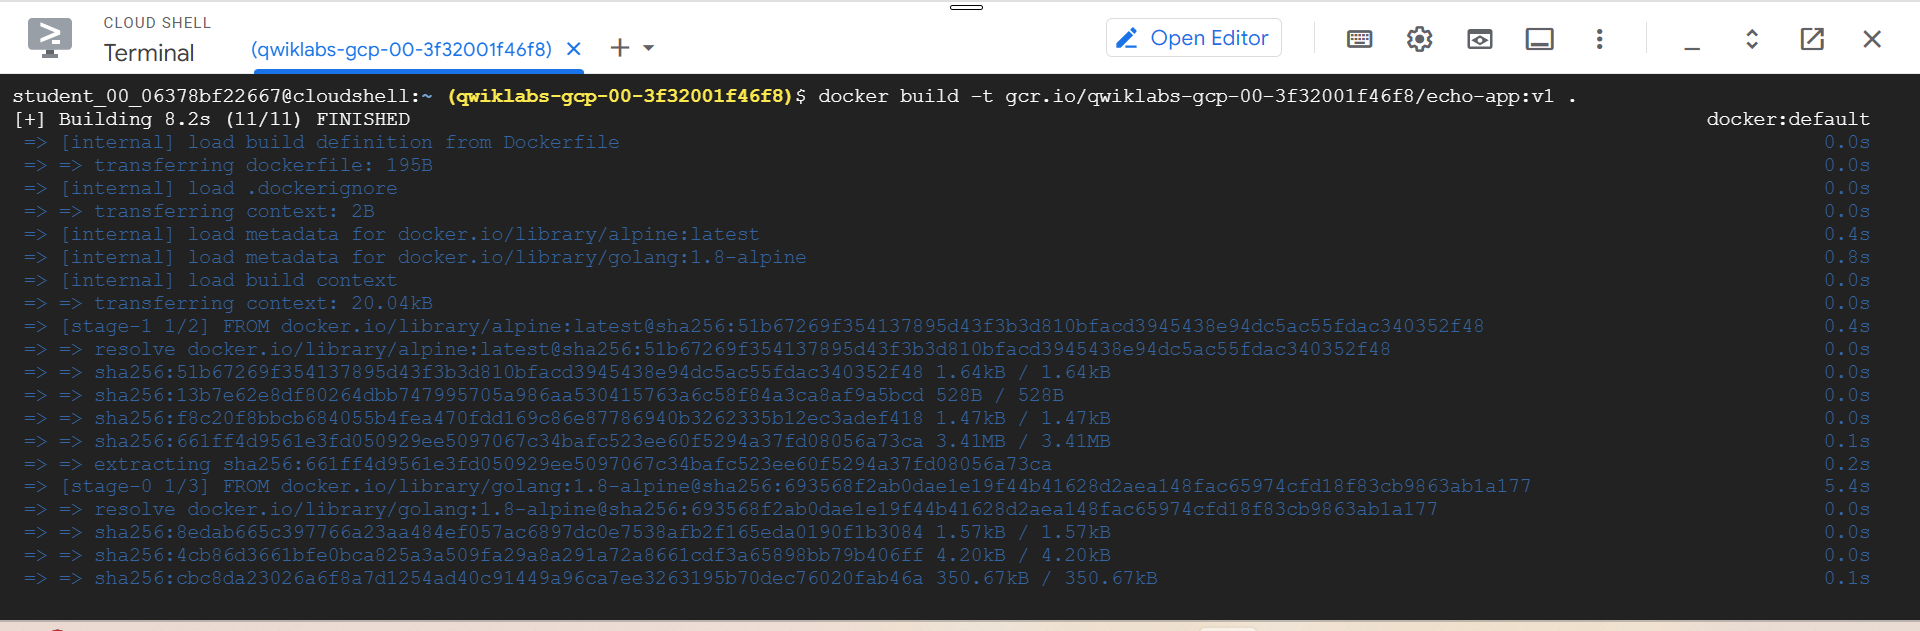 CLOUD SHELL
Terminal
(qwiklabs-gcp-00-3f32001f46f8)
Open Editor
student_00_06378bf22667@cloudshell:~ (qwiklabs-gcp-00-3f32001f46f8)$ docker build -t gcr.io/qwiklabs-gcp-00-3f32001f46f8/echo-app:v1 .
[+] Building 8.2s (11/11) FINISHED docker:default
=> [internal] load build definition from Dockerfile 0.0s
=> => transferring dockerfile: 195B 0.0s
=> [internal] load .dockerignore 0.0s
=> => transferring context: 2B 0.0s
=> [internal] load metadata for docker.io/library/alpine:latest 0.4s
=> [internal] load metadata for docker.io/library/golang:1.8-alpine 0.8s
=> [internal] load build context 0.0s
=> => transferring context: 20.04kB 0.0s
=> [stage-1 1/2] FROM docker.io/library/alpine:latest@sha256:51b67269f354137895d43f3b3d810bfacd3945438e94dc5ac55fdac340352f48 0.4s
=> => resolve docker.io/library/alpine:latest@sha256:51b67269f354137895d43f3b3d810bfacd3945438e94dc5ac55fdac340352f48 0.0s
=> => sha256:51b67269f354137895d43f3b3d810bfacd3945438e94dc5ac55fdac340352f48 1.64kB / 1.64kB 0.0s
=> => sha256:13b7e62e8df80264dbb747995705a986aa530415763a6c58f84a3ca8af9a5bcd 528B / 528B 0.0s
=> => sha256:f8c20f8bbcb684055b4fea470fdd169c86e87786940b3262335b12ec3adef418 1.47kB / 1.47kB 0.0s
=> => sha256:661ff4d9561e3fd050929ee5097067c34bafc523ee60f5294a37fd08056a73ca 3.41MB / 3.41MB 0.1s
=> => extracting sha256:661ff4d9561e3fd050929ee5097067c34bafc523ee60f5294a37fd08056a73ca 0.2s
=> [stage-0 1/3] FROM docker.io/library/golang:1.8-alpine@sha256:693568f2ab0dae1e19f44b41628d2aea148fac65974cfd18f83cb9863ab1a177 5.4s
=> => resolve docker.io/library/golang:1.8-alpine@sha256:693568f2ab0dae1e19f44b41628d2aea148fac65974cfd18f83cb9863ab1a177 0.0s
=> => sha256:8edab665c397766a23aa484ef057ac6897dc0e7538afb2f165eda0190f1b3084 1.57kB / 1.57kB 0.0s
=> => sha256:4cb86d3661bfe0bca825a3a509fa29a8a291a72a8661cdf3a65898bb79b406ff 4.20kB / 4.20kB 0.0s
=> => sha256:cbc8da23026a6f8a7d1254ad40c91449a96ca7ee3263195b70dec76020fab46a 350.67kB / 350.67kB 0.1s